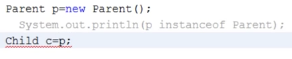 Parent p=new Parent();
System.out.println(p instanceof Parent);
Child c=p;